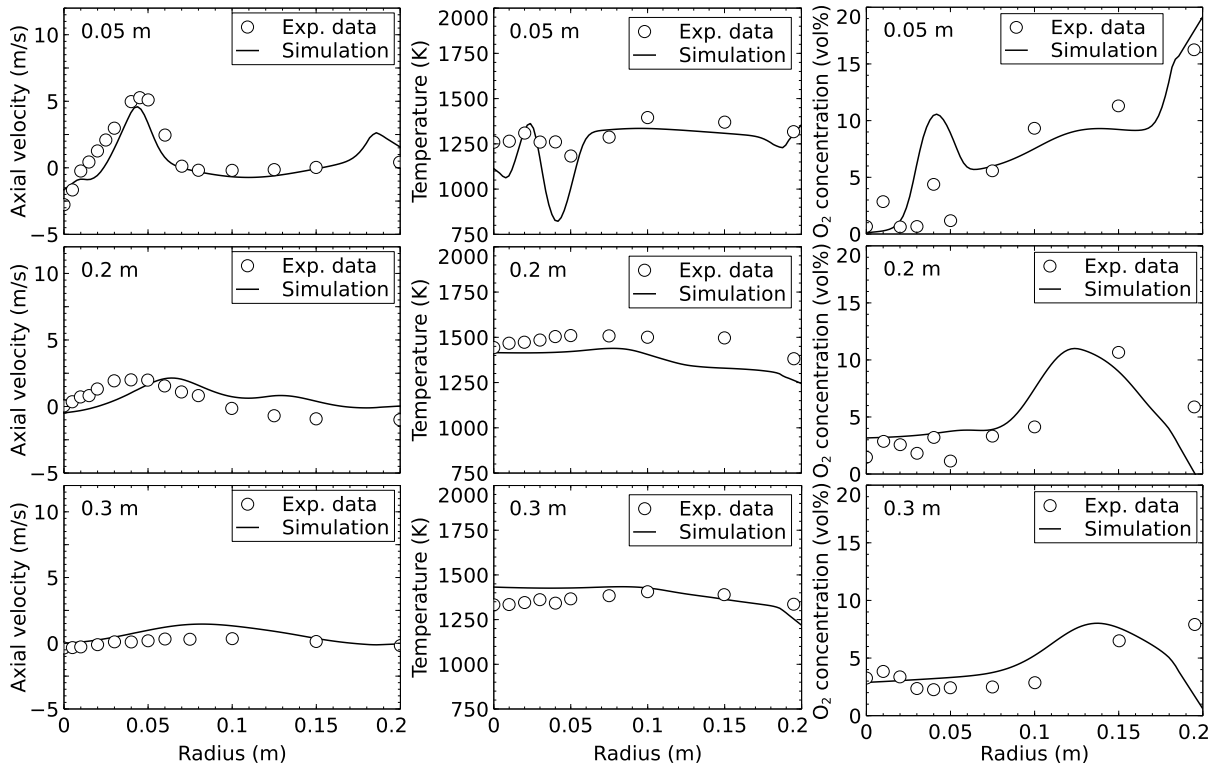 Axial velocity (m/s)
10
5
0
−5
0.05 m
Exp. data
Simulation
Temperature (K)
2000
1750
1500
1250
1000
750
0.05 m
Exp. data
Simulation
O₂ concentration (vol%)
20
15
10
5
0
0.05 m
Exp. data
Simulation
Axial velocity (m/s)
10
5
0
−5
0.2 m
Exp. data
Simulation
Temperature (K)
2000
1750
1500
1250
1000
750
0.2 m
Exp. data
Simulation
O₂ concentration (vol%)
20
15
10
5
0
0.2 m
Exp. data
Simulation
Axial velocity (m/s)
10
5
0
−5
0.3 m
Exp. data
Simulation
0 0.05 0.1 0.15 0.2
Radius (m)
Temperature (K)
2000
1750
1500
1250
1000
750
0.3 m
Exp. data
Simulation
0 0.05 0.1 0.15 0.2
Radius (m)
O₂ concentration (vol%)
20
15
10
5
0
0.3 m
Exp. data
Simulation
0 0.05 0.1 0.15 0.2
Radius (m)